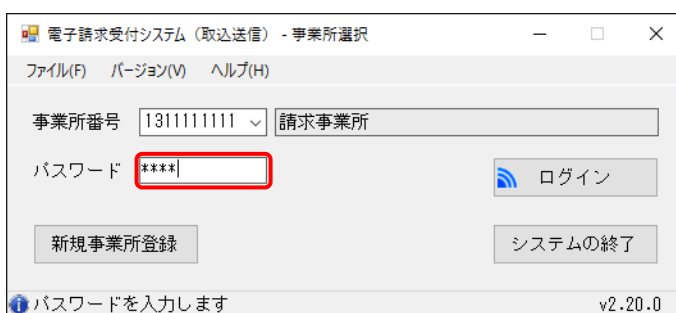 電子請求受付システム（取込送信） - 事業所選択
ファイル(F) バージョン(V) ヘルプ(H)
事業所番号 1311111111 請求事業所
パスワード ****
ログイン
新規事業所登録 システムの終了
パスワードを入力します v2.20.0